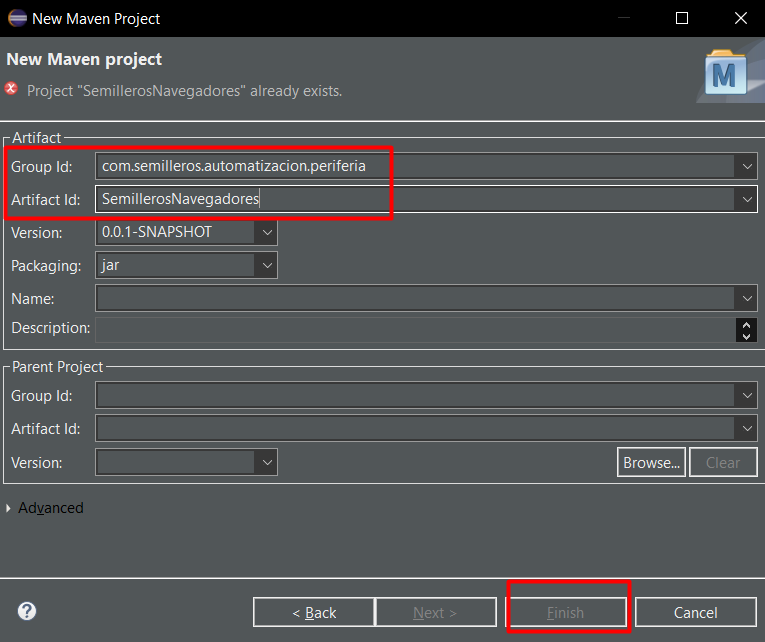 New Maven Project
New Maven project
Project "SemillerosNavegadores" already exists.
M
Artifact
Group Id: com.semilleros.automatizacion.periferia
Artifact Id: SemillerosNavegadores
Version: 0.0.1-SNAPSHOT
Packaging: jar
Name:
Description:
Parent Project
Group Id:
Artifact Id:
Version:
Browse... Clear
Advanced
? < Back Next > Finish Cancel